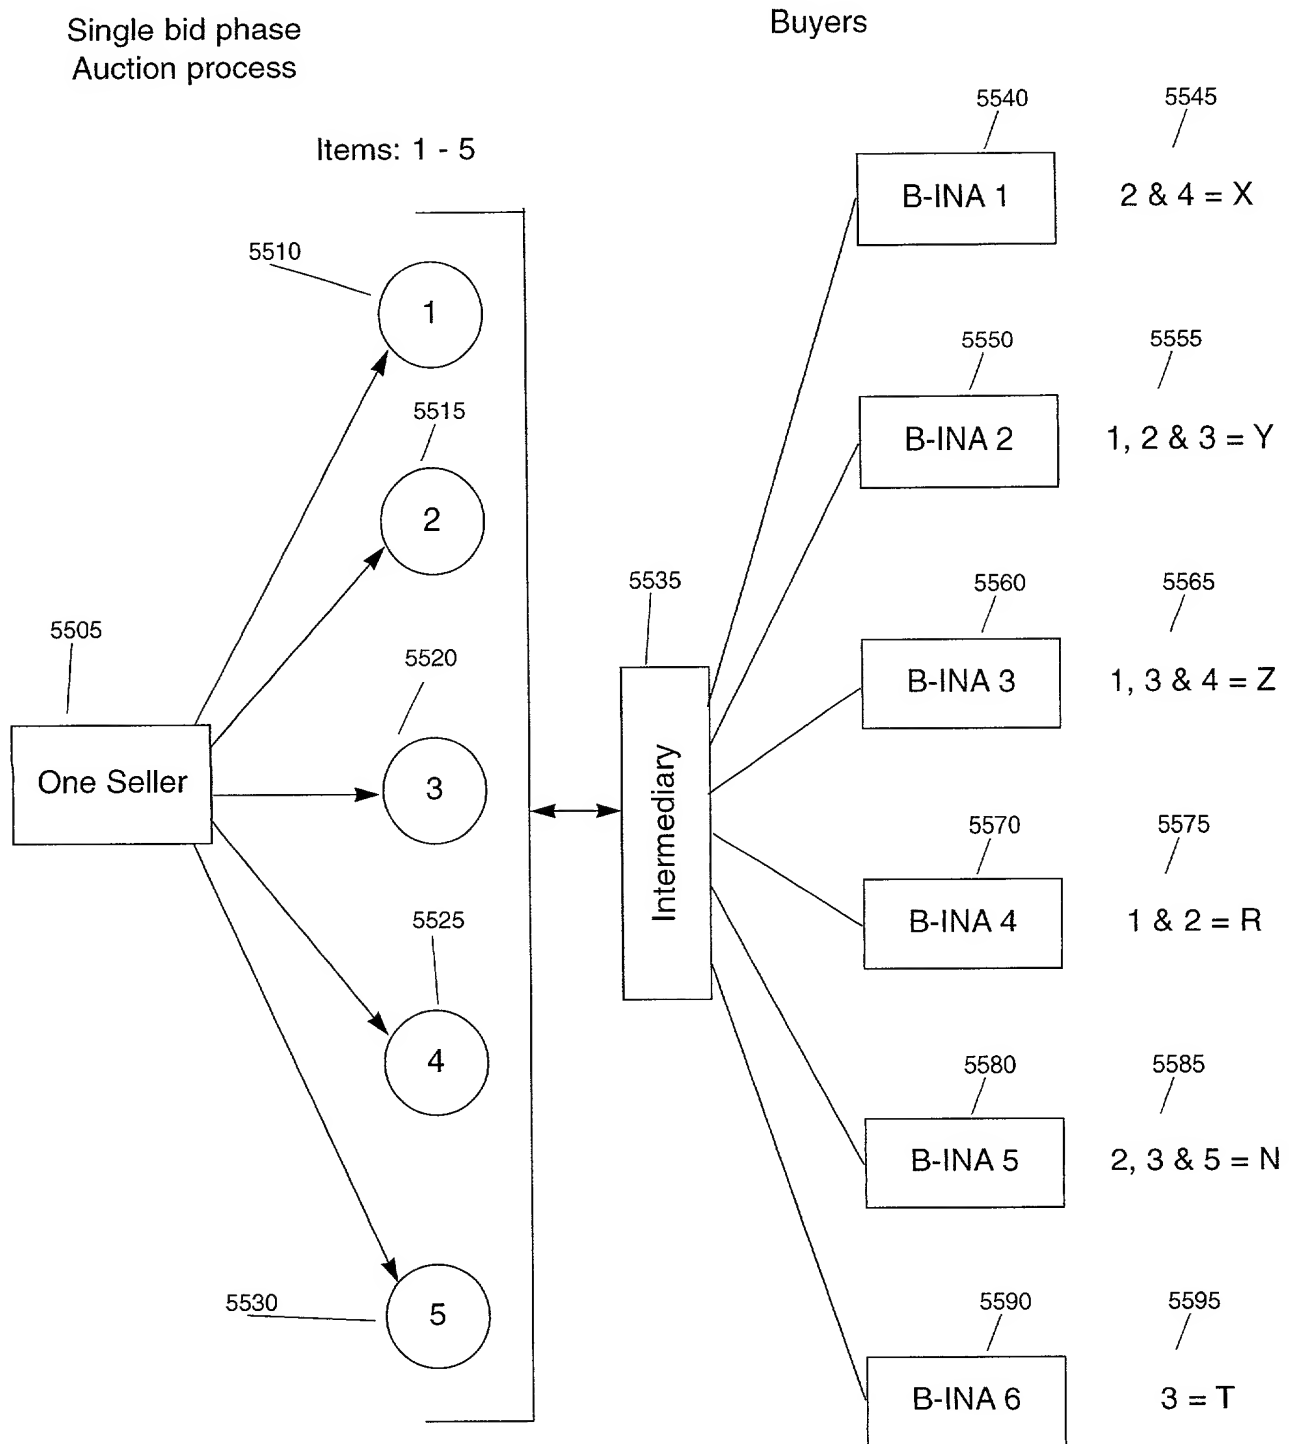 Single bid phase
Auction process
Buyers
Items: 1 - 5
5510
1
5515
2
5505
One Seller
5520
3
5525
4
5530
5
5535
Intermediary
5540
5545
B-INA 1
2 & 4 = X
5550
5555
B-INA 2
1, 2 & 3 = Y
5560
5565
B-INA 3
1, 3 & 4 = Z
5570
5575
B-INA 4
1 & 2 = R
5580
5585
B-INA 5
2, 3 & 5 = N
5590
5595
B-INA 6
3 = T